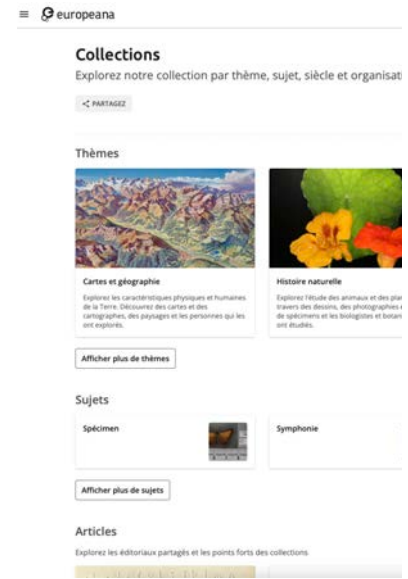 europeana
Collections
Explorez notre collection par thème, sujet, siècle et
PARTAGEZ
Thèmes
Cartes et géographie
Histoire naturelle
Explorez les caractéristiques physiques et humaines
de la Terre. Découvrez des cartes et des
cartographes, des paysages et les personnes qui les
ont explorés.
Explorez l'étude des animaux et des
travers des dessins, des photographies
de spécimens et les biologistes et
ont étudiés.
Afficher plus de thèmes
Sujets
Spécimen
Symphonie
Afficher plus de sujets
Articles
Explorez les éditoriaux partagés et les points forts des collections